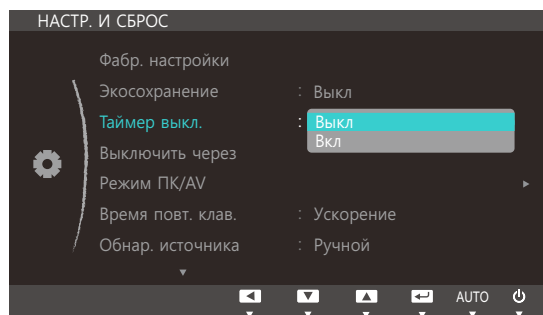 НАСТР. И СБРОС
Фабр. настройки
Экосохранение : Выкл
Таймер выкл. : Выкл
Вкл
Выключить через
Режим ПК/AV
Время повт. клав. : Ускорение
Обнар. источника : Ручной
AUTO